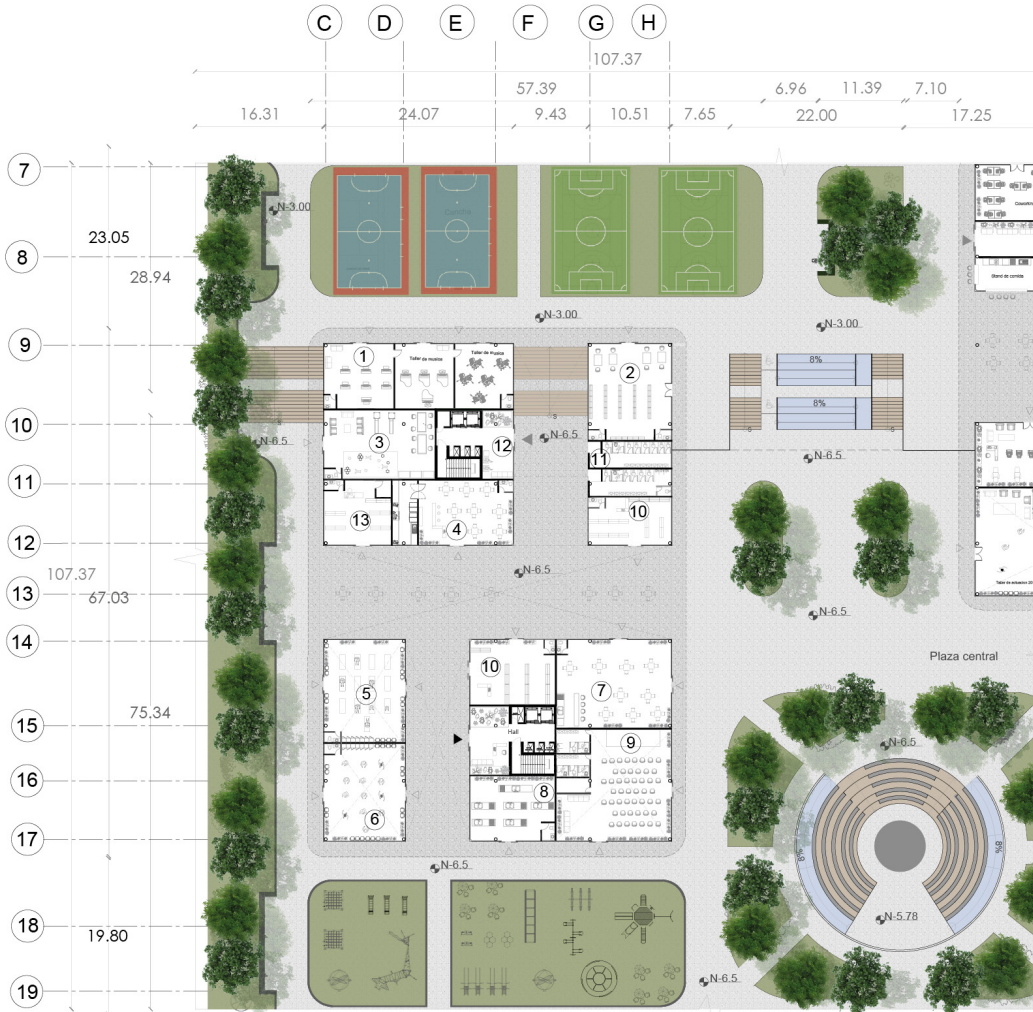 C D E F G H
107.37
57.39 6.96 11.39 7.10
16.31 24.07 9.43 10.51 7.65 22.00 17.25
7
N-3.00
23.05
8
28.94
Stand de comida
N-3.00
N-3.00
9
1
Taller de musica
Taller de musica
2
8%
8%
10
3
12
N-6.5
N-6.5
11
N-6.5
11
13
4
10
12
N-6.5
107.37
13
67.03
N-6.5
14
Plaza central
10
5
7
75.34
15
Hall
9
N-6.5
16
8
6
17
8%
8%
N-6.5
18
N-5.78
19.80
N-6.5
19